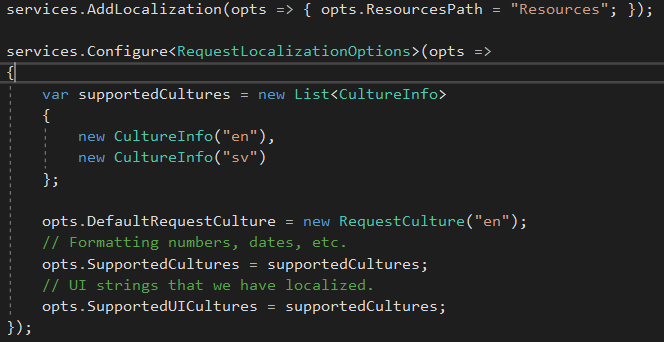 services.AddLocalization(opts => { opts.ResourcesPath = "Resources"; });
services.Configure<RequestLocalizationOptions>(opts =>
{
var supportedCultures = new List<CultureInfo>
{
new CultureInfo("en"),
new CultureInfo("sv")
};
opts.DefaultRequestCulture = new RequestCulture("en");
// Formatting numbers, dates, etc.
opts.SupportedCultures = supportedCultures;
// UI strings that we have localized.
opts.SupportedUICultures = supportedCultures;
});